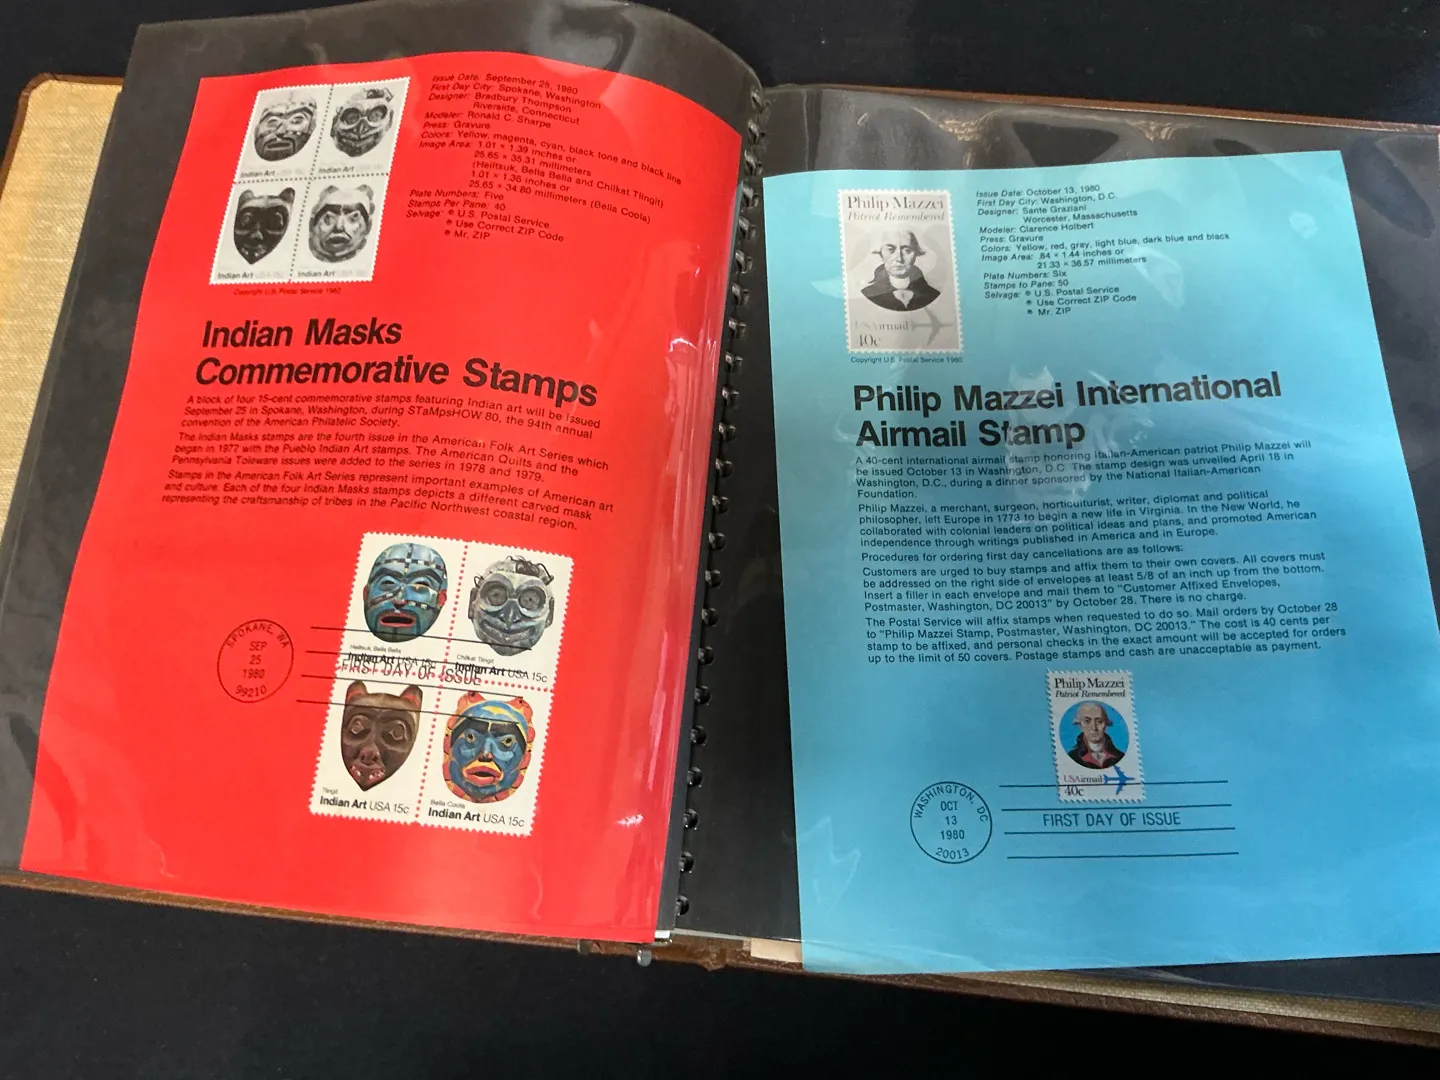 Indian Art USA 15c
Indian Art USA 15c
Indian Art USA 15c
Indian Art USA 15c
Copyright U.S. Postal Service 1980
Issue Date: September 25, 1980
First Day City: Spokane, Washington
Designer: Bradbury Thompson
Riverside, Connecticut
Modeler: Ronald C. Sharpe
Press: Gravure
Colors: Yellow, magenta, cyan, black tone and black line
Image Area: 1.01 × 1.39 inches or
25.65 × 35.31 millimeters
(Heiltsuk, Bella Bella and Chilkat Tlingit)
1.01 × 1.36 inches or
25.65 × 34.80 millimeters (Bella Coola)
Plate Numbers: Five
Stamps Per Pane: 40
Selvage: ● U.S. Postal Service
● Use Correct ZIP Code
● Mr. ZIP
Indian Masks
Commemorative Stamps
A block of four 15-cent commemorative stamps featuring Indian art will be issued
September 25 in Spokane, Washington, during STaMpsHOW 80, the 94th annual
convention of the American Philatelic Society.
The Indian Masks stamps are the fourth issue in the American Folk Art Series which
began in 1977 with the Pueblo Indian Art stamps. The American Quilts and the
Pennsylvania Toleware issues were added to the series in 1978 and 1979.
Stamps in the American Folk Art Series represent important examples of American art
and culture. Each of the four Indian Masks stamps depicts a different carved mask
representing the craftsmanship of tribes in the Pacific Northwest coastal region.
Heiltsuk, Bella Bella
Indian Art USA 15c
Chilkat Tlingit
Indian Art USA 15c
Tlingit
Indian Art USA 15c
Bella Coola
Indian Art USA 15c
SPOKANE, WA
SEP
25
1980
99210
FIRST DAY OF ISSUE
Philip Mazzei
Patriot Remembered
USAirmail
40c
Copyright U.S. Postal Service 1980
Issue Date: October 13, 1980
First Day City: Washington, D.C.
Designer: Sante Graziani
Worcester, Massachusetts
Modeler: Clarence Holbert
Press: Gravure
Colors: Yellow, red, gray, light blue, dark blue and black
Image Area: .84 × 1.44 inches or
21.33 × 36.57 millimeters
Plate Numbers: Six
Stamps to Pane: 50
Selvage: ● U.S. Postal Service
● Use Correct ZIP Code
● Mr. ZIP
Philip Mazzei International
Airmail Stamp
A 40-cent international airmail stamp honoring Italian-American patriot Philip Mazzei will
be issued October 13 in Washington, D.C. The stamp design was unveiled April 18 in
Washington, D.C., during a dinner sponsored by the National Italian-American
Foundation.
Philip Mazzei, a merchant, surgeon, horticulturist, writer, diplomat and political
philosopher, left Europe in 1773 to begin a new life in Virginia. In the New World, he
collaborated with colonial leaders on political ideas and plans, and promoted American
independence through writings published in America and in Europe.
Procedures for ordering first day cancellations are as follows:
Customers are urged to buy stamps and affix them to their own covers. All covers must
be addressed on the right side of envelopes at least 5/8 of an inch up from the bottom.
Insert a filler in each envelope and mail them to "Customer Affixed Envelopes,
Postmaster, Washington, DC 20013" by October 28. There is no charge.
The Postal Service will affix stamps when requested to do so. Mail orders by October 28
to "Philip Mazzei Stamp, Postmaster, Washington, DC 20013." The cost is 40 cents per
stamp to be affixed, and personal checks in the exact amount will be accepted for orders
up to the limit of 50 covers. Postage stamps and cash are unacceptable as payment.
Philip Mazzei
Patriot Remembered
USAirmail
40c
WASHINGTON, DC
OCT
13
1980
20013
FIRST DAY OF ISSUE